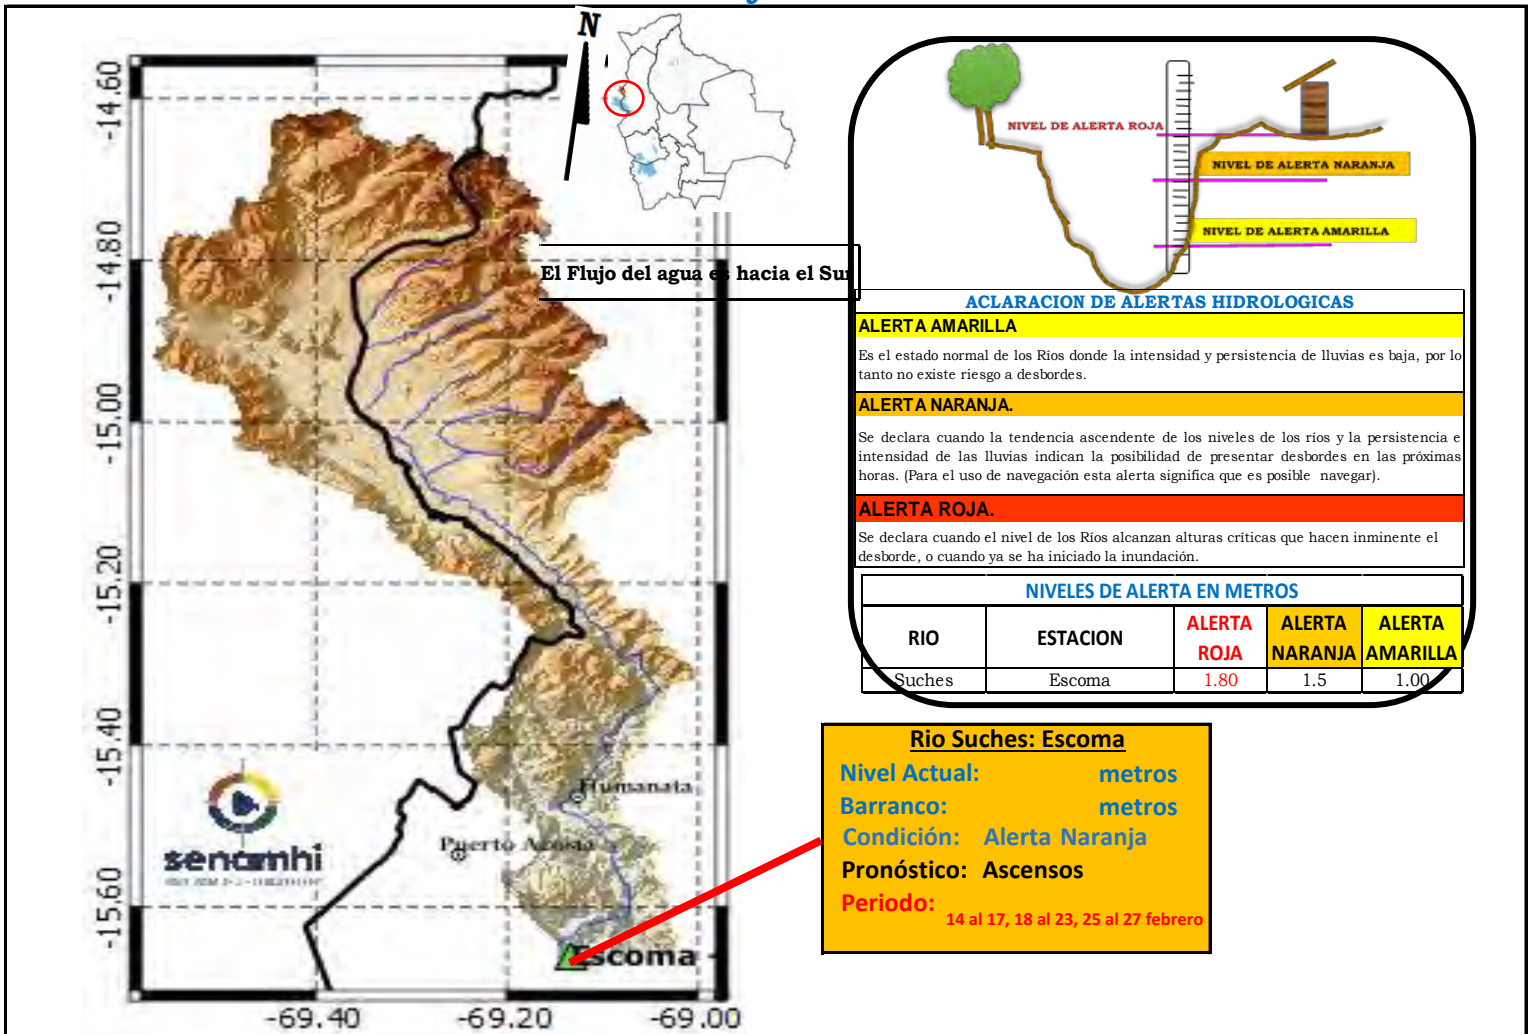 N
-14.60
-14.80
-15.00
-15.20
-15.40
-15.60
-69.40
-69.20
-69.00
El Flujo del agua es hacia el Sur
Humanata
Puerto Acosta
Escoma
senamhi
NIVEL DE ALERTA ROJA
NIVEL DE ALERTA NARANJA
NIVEL DE ALERTA AMARILLA
ACLARACION DE ALERTAS HIDROLOGICAS
ALERTA AMARILLA
Es el estado normal de los Ríos donde la intensidad y persistencia de lluvias es baja, por lo
tanto no existe riesgo a desbordes.
ALERTA NARANJA.
Se declara cuando la tendencia ascendente de los niveles de los ríos y la persistencia e
intensidad de las lluvias indican la posibilidad de presentar desbordes en las próximas
horas. (Para el uso de navegación esta alerta significa que es posible navegar).
ALERTA ROJA.
Se declara cuando el nivel de los Ríos alcanzan alturas críticas que hacen inminente el
desborde, o cuando ya se ha iniciado la inundación.
NIVELES DE ALERTA EN METROS
RIO ESTACION ALERTA ROJA ALERTA NARANJA ALERTA AMARILLA
Suches Escoma 1.80 1.5 1.00
Rio Suches: Escoma
Nivel Actual: metros
Barranco: metros
Condición: Alerta Naranja
Pronóstico: Ascensos
Periodo: 14 al 17, 18 al 23, 25 al 27 febrero